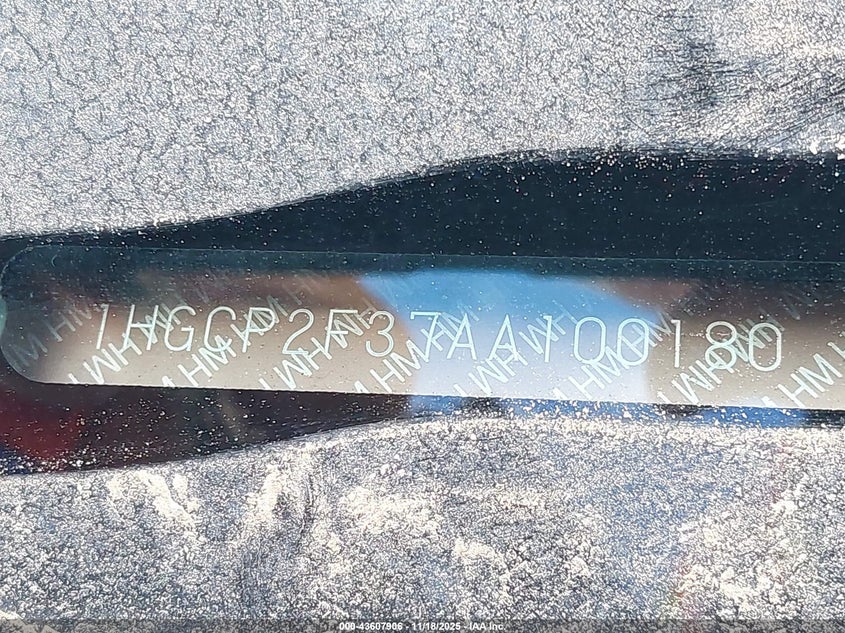 1HGCP2F37AA100180
000-43607906 - 11/18/2025 - IAA Inc.